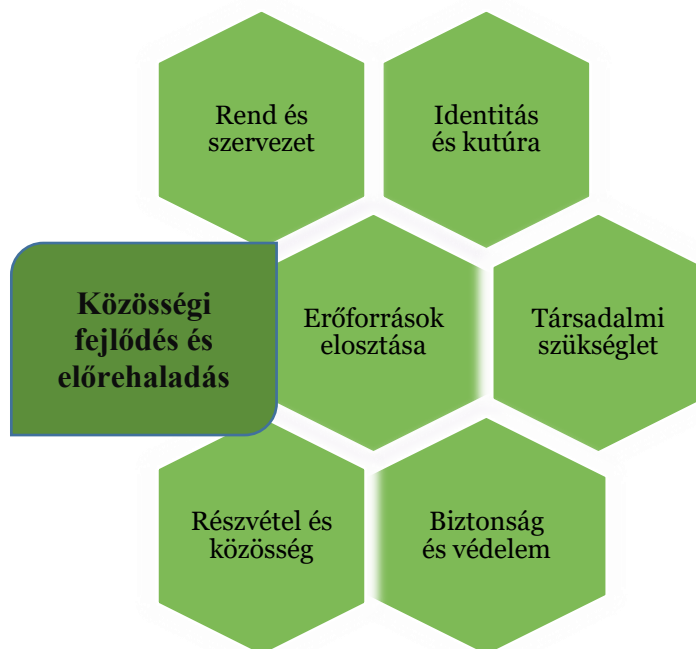 Rend és
szervezet
Identitás
és kutúra
Közösségi
fejlődés és
előrehaladás
Erőforrások
elosztása
Társadalmi
szükséglet
Részvétel és
közösség
Biztonság
és védelem